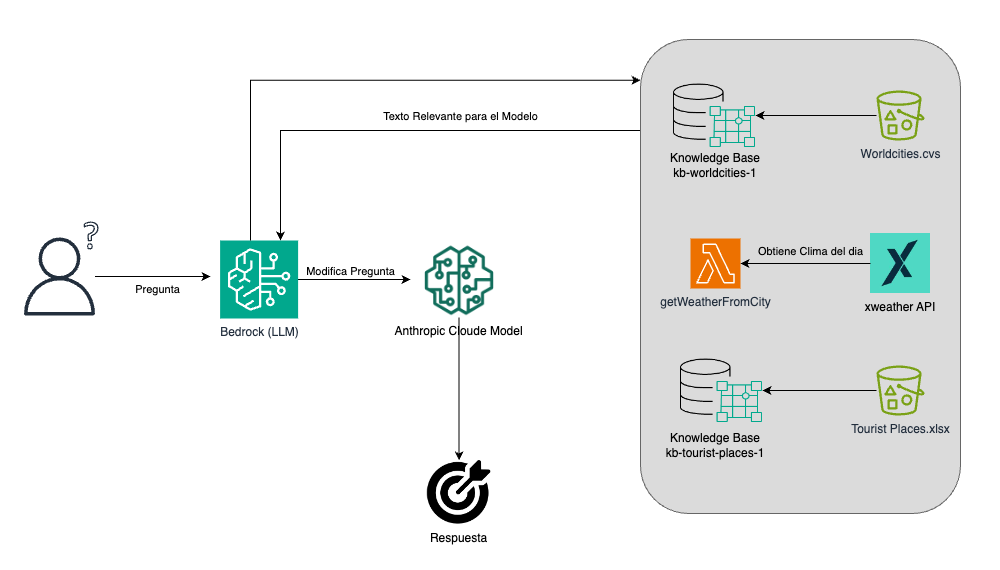 Texto Relevante para el Modelo
Knowledge Base
kb-worldcities-1
Worldcities.cvs
?
Pregunta
Bedrock (LLM)
Modifica Pregunta
Anthropic Cloude Model
getWeatherFromCity
Obtiene Clima del dia
xweather API
Knowledge Base
kb-tourist-places-1
Tourist Places.xlsx
Respuesta